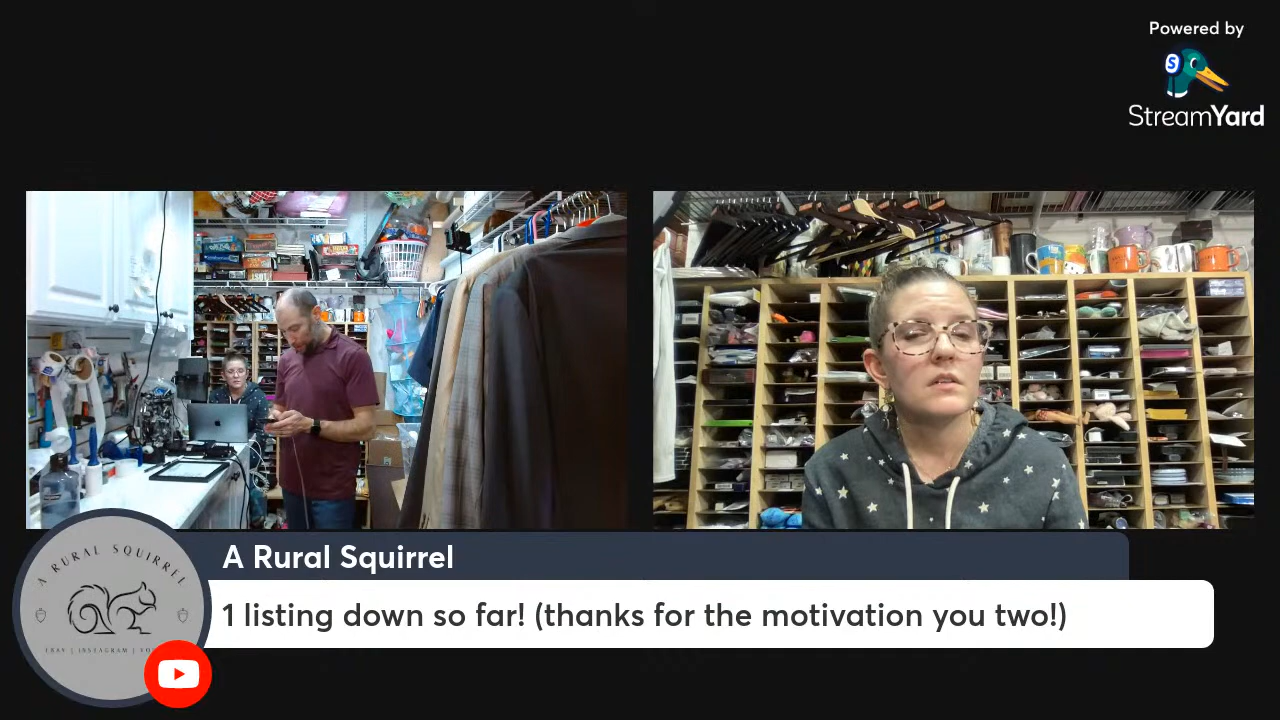 Powered by
S
StreamYard
A RURAL SQUIRREL
A Rural Squirrel
1 listing down so far! (thanks for the motivation you two!)